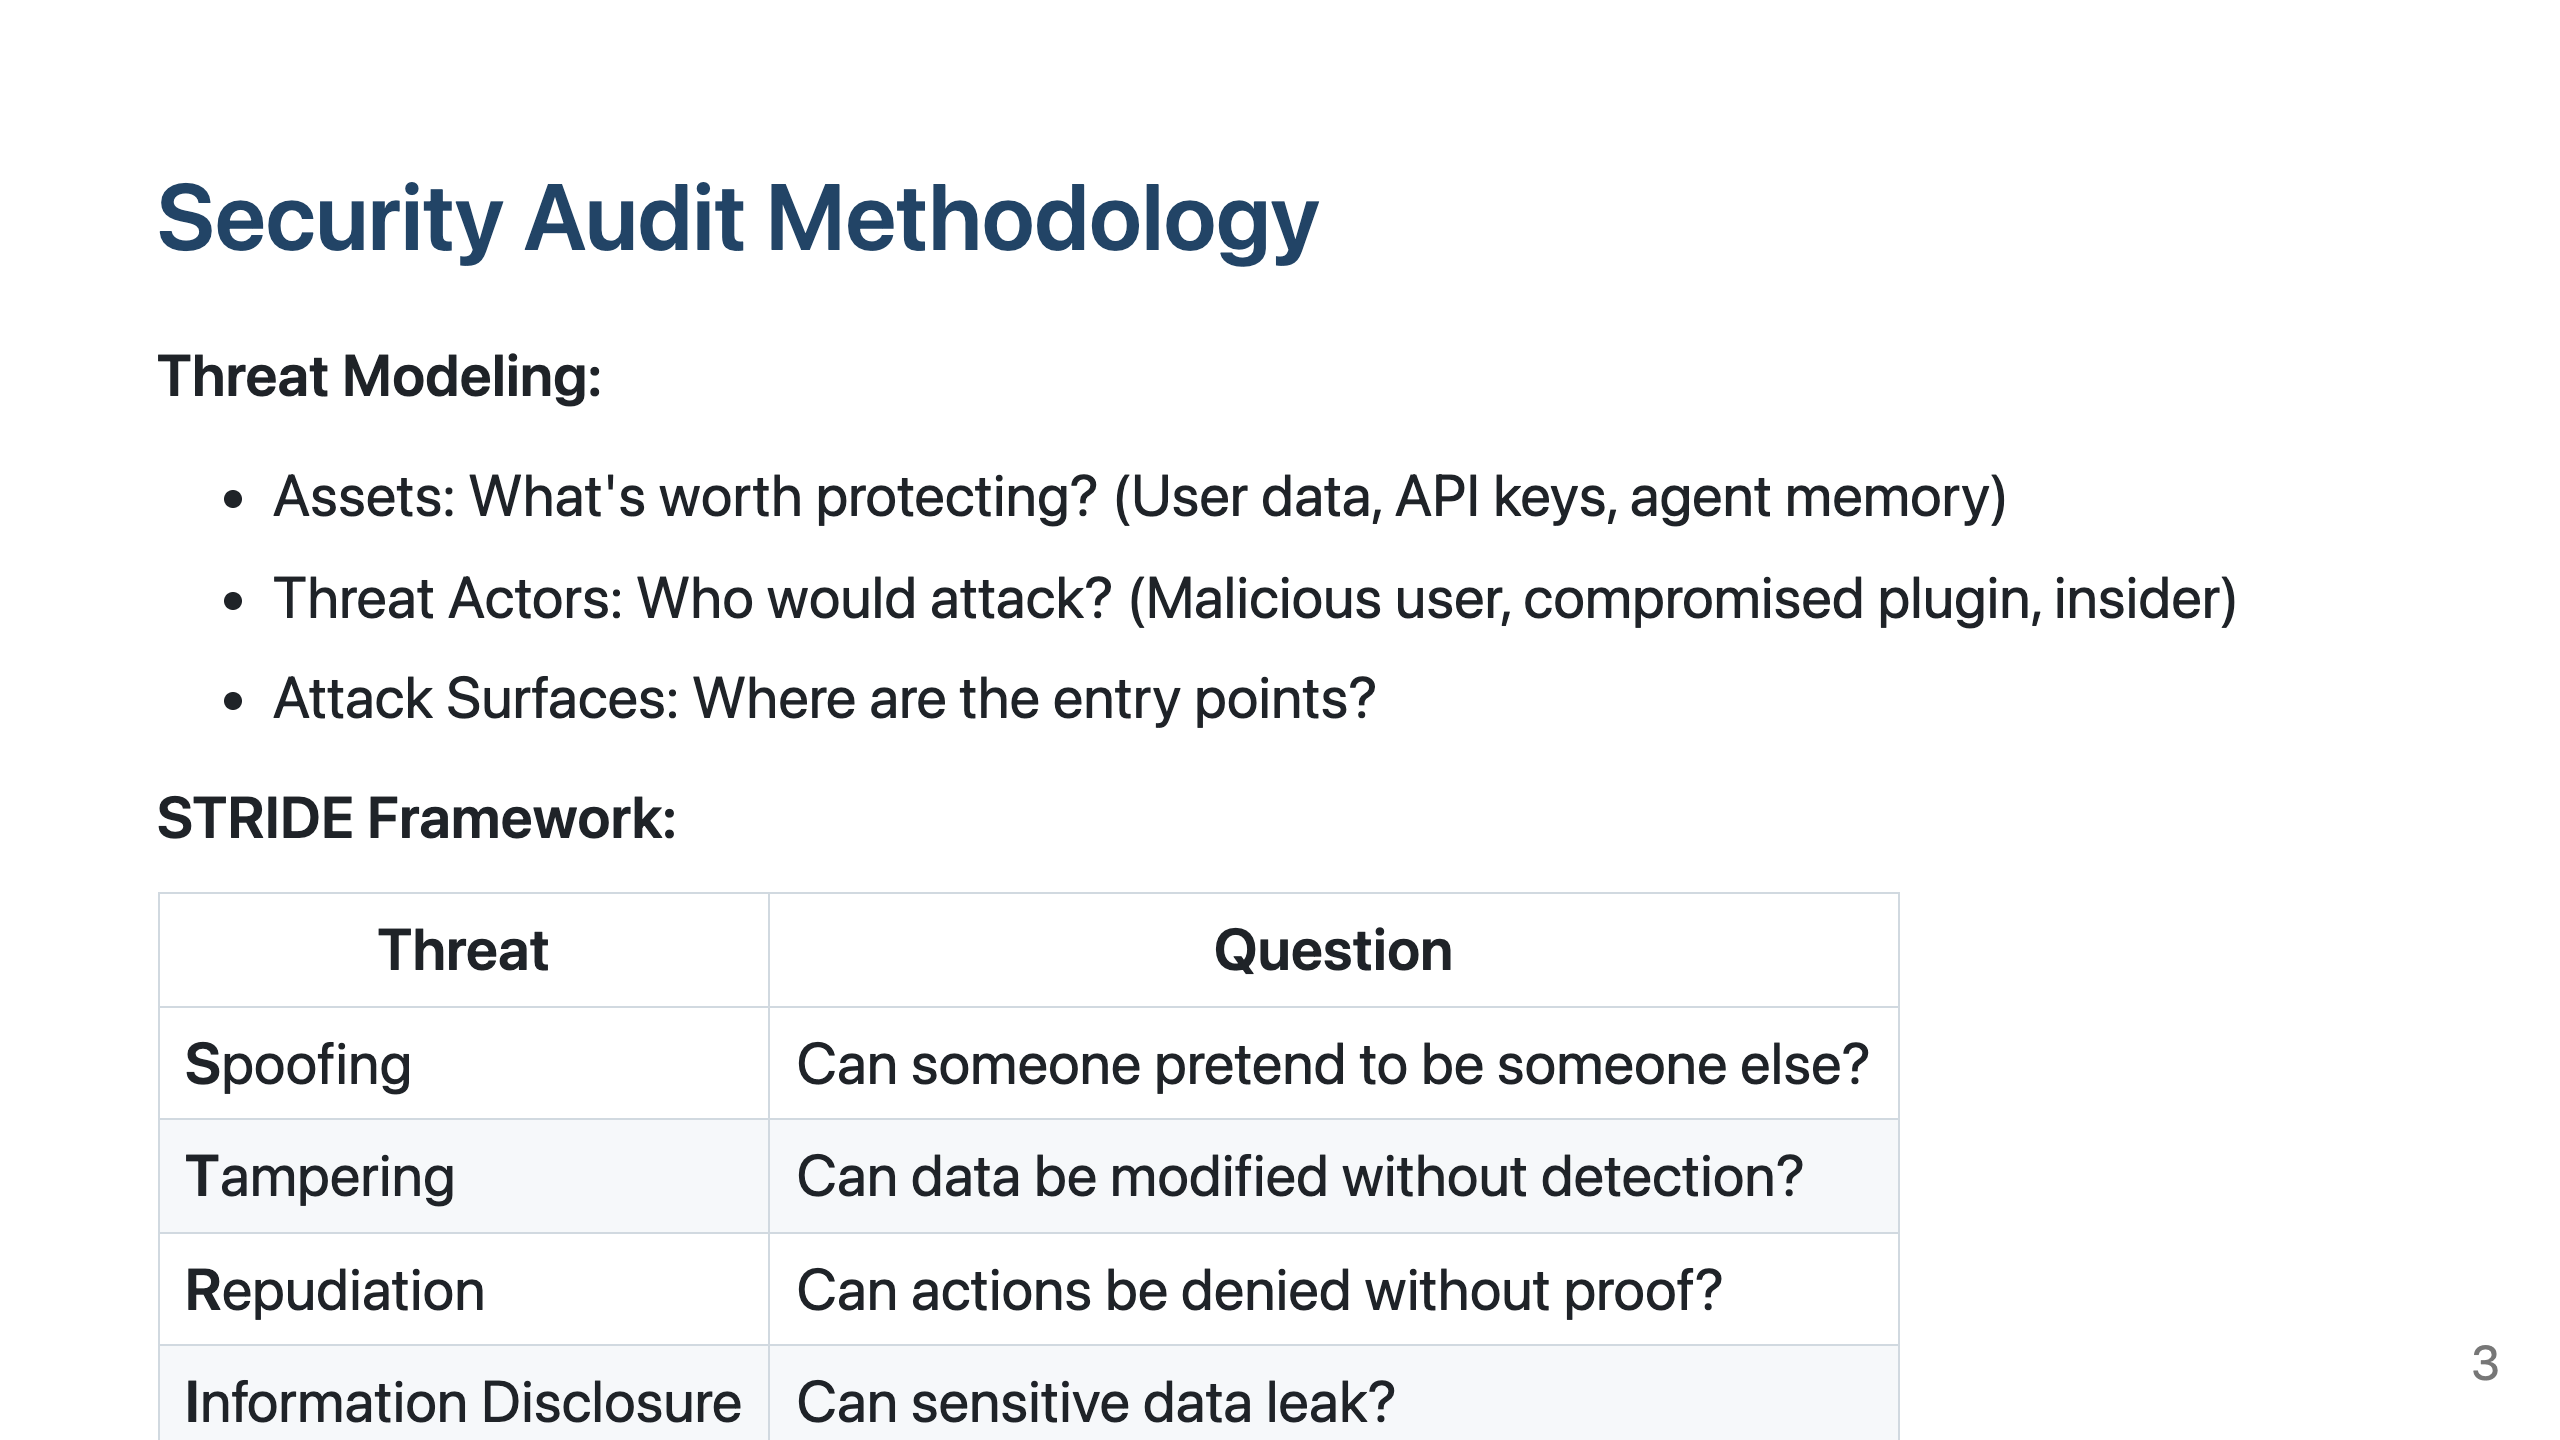 Security Audit Methodology
Threat Modeling:
• Assets: What's worth protecting? (User data, API keys, agent memory)
• Threat Actors: Who would attack? (Malicious user, compromised plugin, insider)
• Attack Surfaces: Where are the entry points?
STRIDE Framework:
Threat Question
Spoofing Can someone pretend to be someone else?
Tampering Can data be modified without detection?
Repudiation Can actions be denied without proof?
Information Disclosure Can sensitive data leak?
3